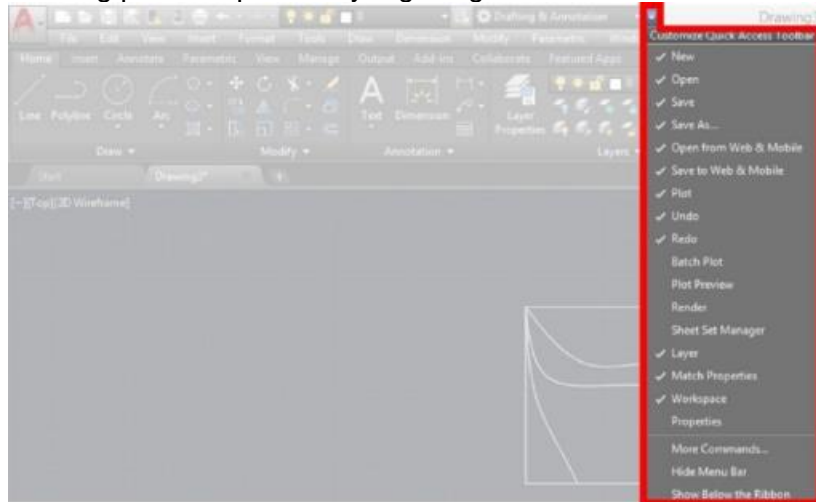 Drafting & Annotation
Drawing1
File Edit View Insert Format Tools Draw Dimension Modify Parametric
Customize Quick Access Toolbar
Home Insert Annotate Parametric View Manage Output Add-ins Collaborate Featured Apps
New
Open
Save
Save As...
Open from Web & Mobile
Save to Web & Mobile
Plot
Undo
Redo
Batch Plot
Plot Preview
Render
Sheet Set Manager
Layer
Match Properties
Workspace
Properties
More Commands...
Hide Menu Bar
Show Below the Ribbon
Line Polyline Circle Arc Text Dimension Layer Properties
Draw Modify Annotation Layers
Start
[-][Top][2D Wireframe]